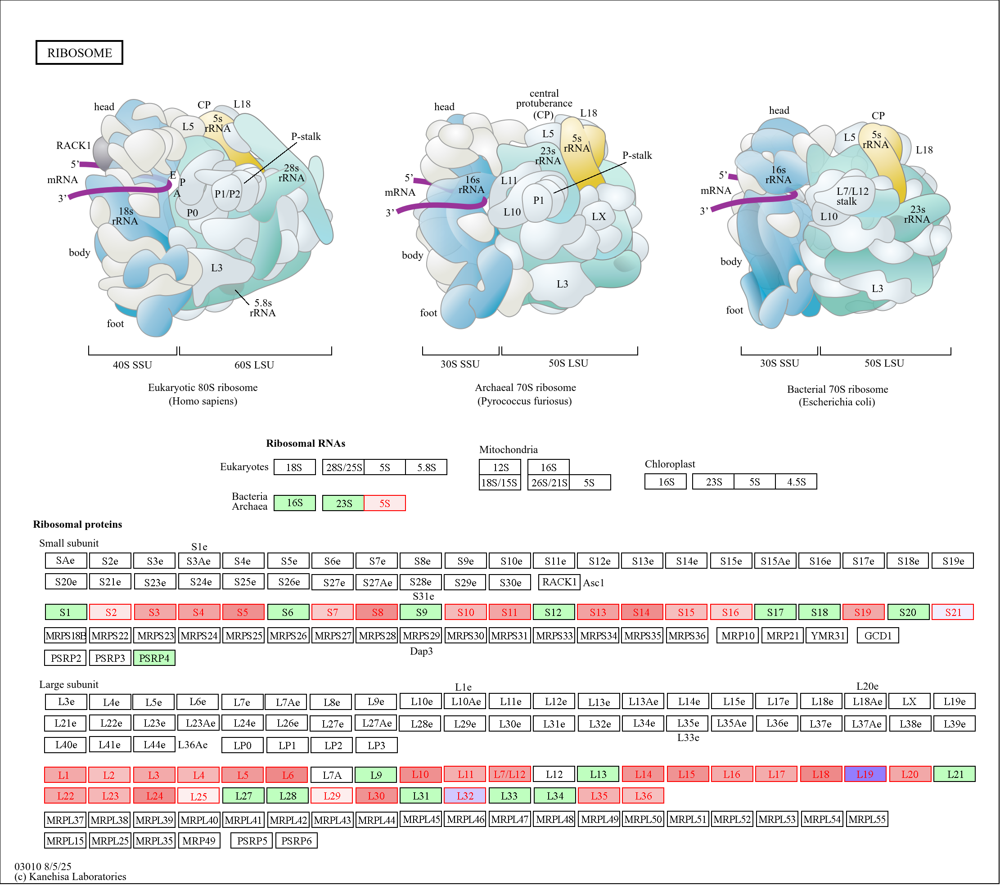 RIBOSOME
head
CP
L18
5s
rRNA
L5
P-stalk
RACK1
5’
mRNA
3’
E
P
A
28s
rRNA
P1/P2
18s
rRNA
P0
body
L3
5.8s
rRNA
foot
40S SSU
60S LSU
Eukaryotic 80S ribosome
(Homo sapiens)
central
protuberance
(CP)
head
L18
L5
5s
rRNA
23s
rRNA
P-stalk
5’
mRNA
3’
16s
rRNA
L11
P1
L10
LX
body
L3
foot
30S SSU
50S LSU
Archaeal 70S ribosome
(Pyrococcus furiosus)
head
CP
L5
5s
rRNA
L18
5’
mRNA
3’
16s
rRNA
L7/L12
stalk
L10
23s
rRNA
body
L3
foot
30S SSU
50S LSU
Bacterial 70S ribosome
(Escherichia coli)
Ribosomal RNAs
Eukaryotes 18S 28S/25S 5S 5.8S
Bacteria
Archaea
16S 23S 5S
Mitochondria
12S 16S
18S/15S 26S/21S 5S
Chloroplast
16S 23S 5S 4.5S
Ribosomal proteins
Small subunit
S1e
SAe S2e S3e S3Ae S4e S5e S6e S7e S8e S9e S10e S11e S12e S13e S14e S15e S15Ae S16e S17e S18e S19e
S20e S21e S23e S24e S25e S26e S27e S27Ae S28e S29e S30e RACK1 Asc1
S31e
S1 S2 S3 S4 S5 S6 S7 S8 S9 S10 S11 S12 S13 S14 S15 S16 S17 S18 S19 S20 S21
MRPS18B MRPS22 MRPS23 MRPS24 MRPS25 MRPS26 MRPS27 MRPS28 MRPS29 MRPS30 MRPS31 MRPS33 MRPS34 MRPS35 MRPS36 MRP10 MRP21 YMR31 GCD1
Dap3
PSRP2 PSRP3 PSRP4
Large subunit
L1e L20e
L3e L4e L5e L6e L7e L7Ae L8e L9e L10e L10Ae L11e L12e L13e L13Ae L14e L15e L17e L18e L18Ae LX L19e
L21e L22e L23e L23Ae L24e L26e L27e L27Ae L28e L29e L30e L31e L32e L34e L35e L35Ae L36e L37e L37Ae L38e L39e
L33e
L40e L41e L44e L36Ae LP0 LP1 LP2 LP3
L1 L2 L3 L4 L5 L6 L7A L9 L10 L11 L7/L12 L12 L13 L14 L15 L16 L17 L18 L19 L20 L21
L22 L23 L24 L25 L27 L28 L29 L30 L31 L32 L33 L34 L35 L36
MRPL37 MRPL38 MRPL39 MRPL40 MRPL41 MRPL42 MRPL43 MRPL44 MRPL45 MRPL46 MRPL47 MRPL48 MRPL49 MRPL50 MRPL51 MRPL52 MRPL53 MRPL54 MRPL55
MRPL15 MRPL25 MRPL35 MRP49 PSRP5 PSRP6
03010 8/5/25
(c) Kanehisa Laboratories